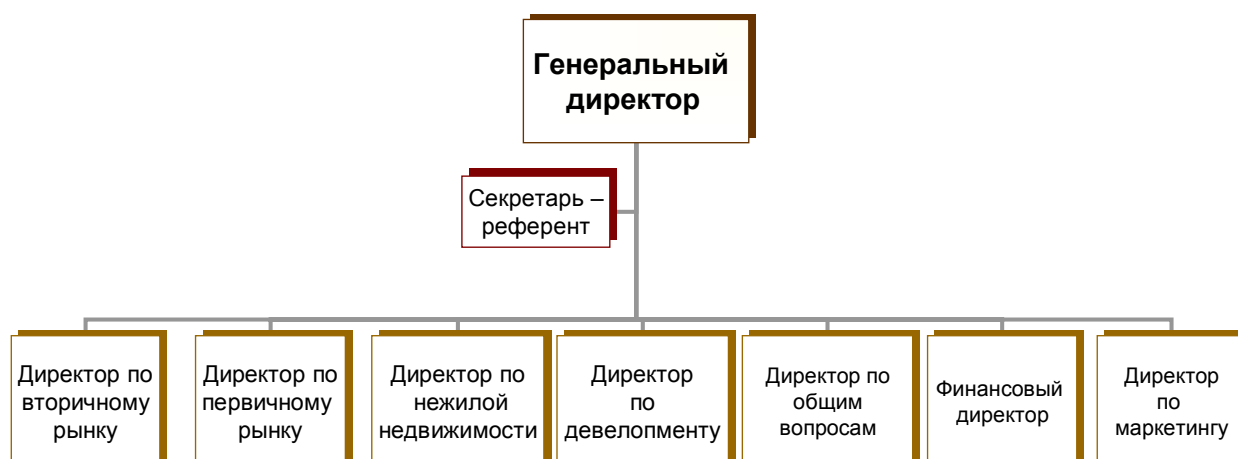 Генеральный
директор
Секретарь –
референт
Директор по
вторичному
рынку
Директор по
первичному
рынку
Директор по
нежилой
недвижимости
Директор
по
девелопменту
Директор по
общим
вопросам
Финансовый
директор
Директор
по
маркетингу